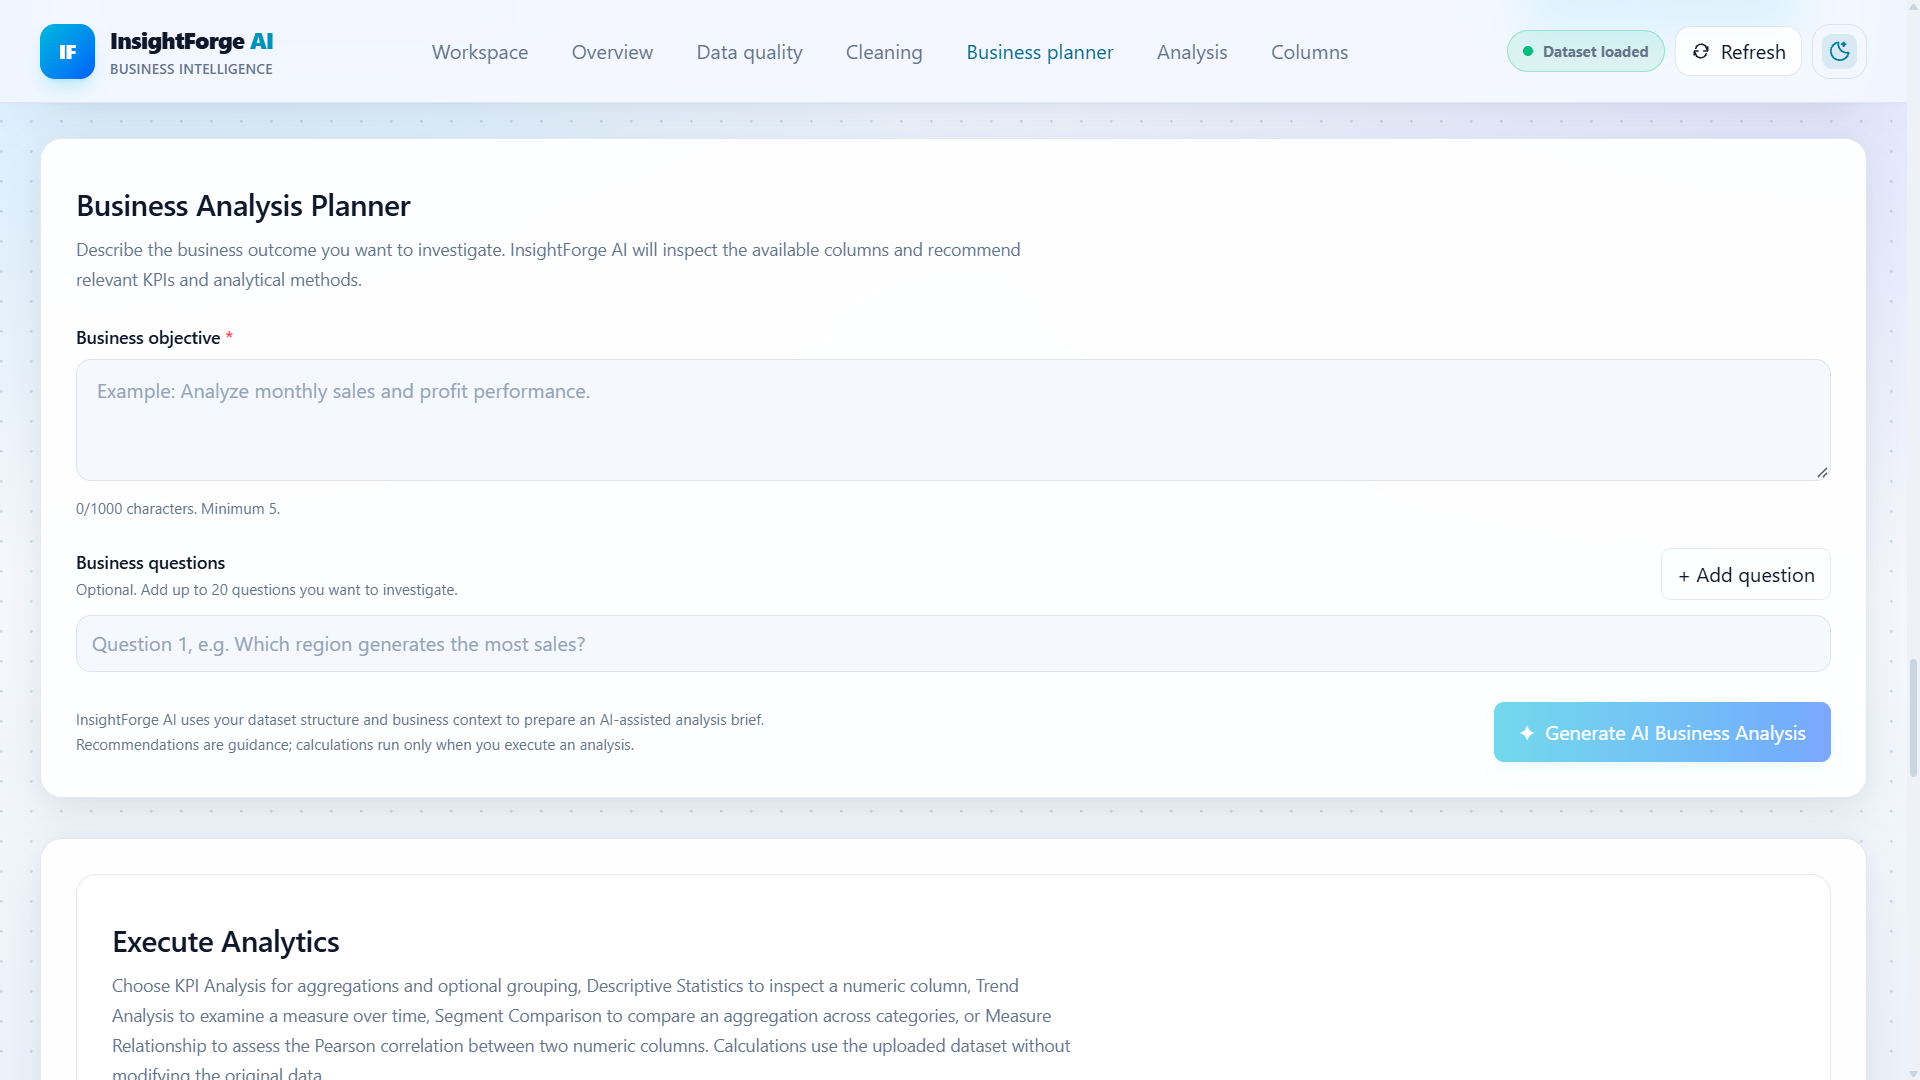 IF
InsightForge AI
BUSINESS INTELLIGENCE
Workspace
Overview
Data quality
Cleaning
Business planner
Analysis
Columns
Dataset loaded
Refresh
Business Analysis Planner
Describe the business outcome you want to investigate. InsightForge AI will inspect the available columns and recommend
relevant KPIs and analytical methods.
Business objective *
Example: Analyze monthly sales and profit performance.
0/1000 characters. Minimum 5.
Business questions
Optional. Add up to 20 questions you want to investigate.
+ Add question
Question 1, e.g. Which region generates the most sales?
InsightForge AI uses your dataset structure and business context to prepare an AI-assisted analysis brief.
Recommendations are guidance; calculations run only when you execute an analysis.
Generate AI Business Analysis
Execute Analytics
Choose KPI Analysis for aggregations and optional grouping, Descriptive Statistics to inspect a numeric column, Trend
Analysis to examine a measure over time, Segment Comparison to compare an aggregation across categories, or Measure
Relationship to assess the Pearson correlation between two numeric columns. Calculations use the uploaded dataset without
modifying the original data.